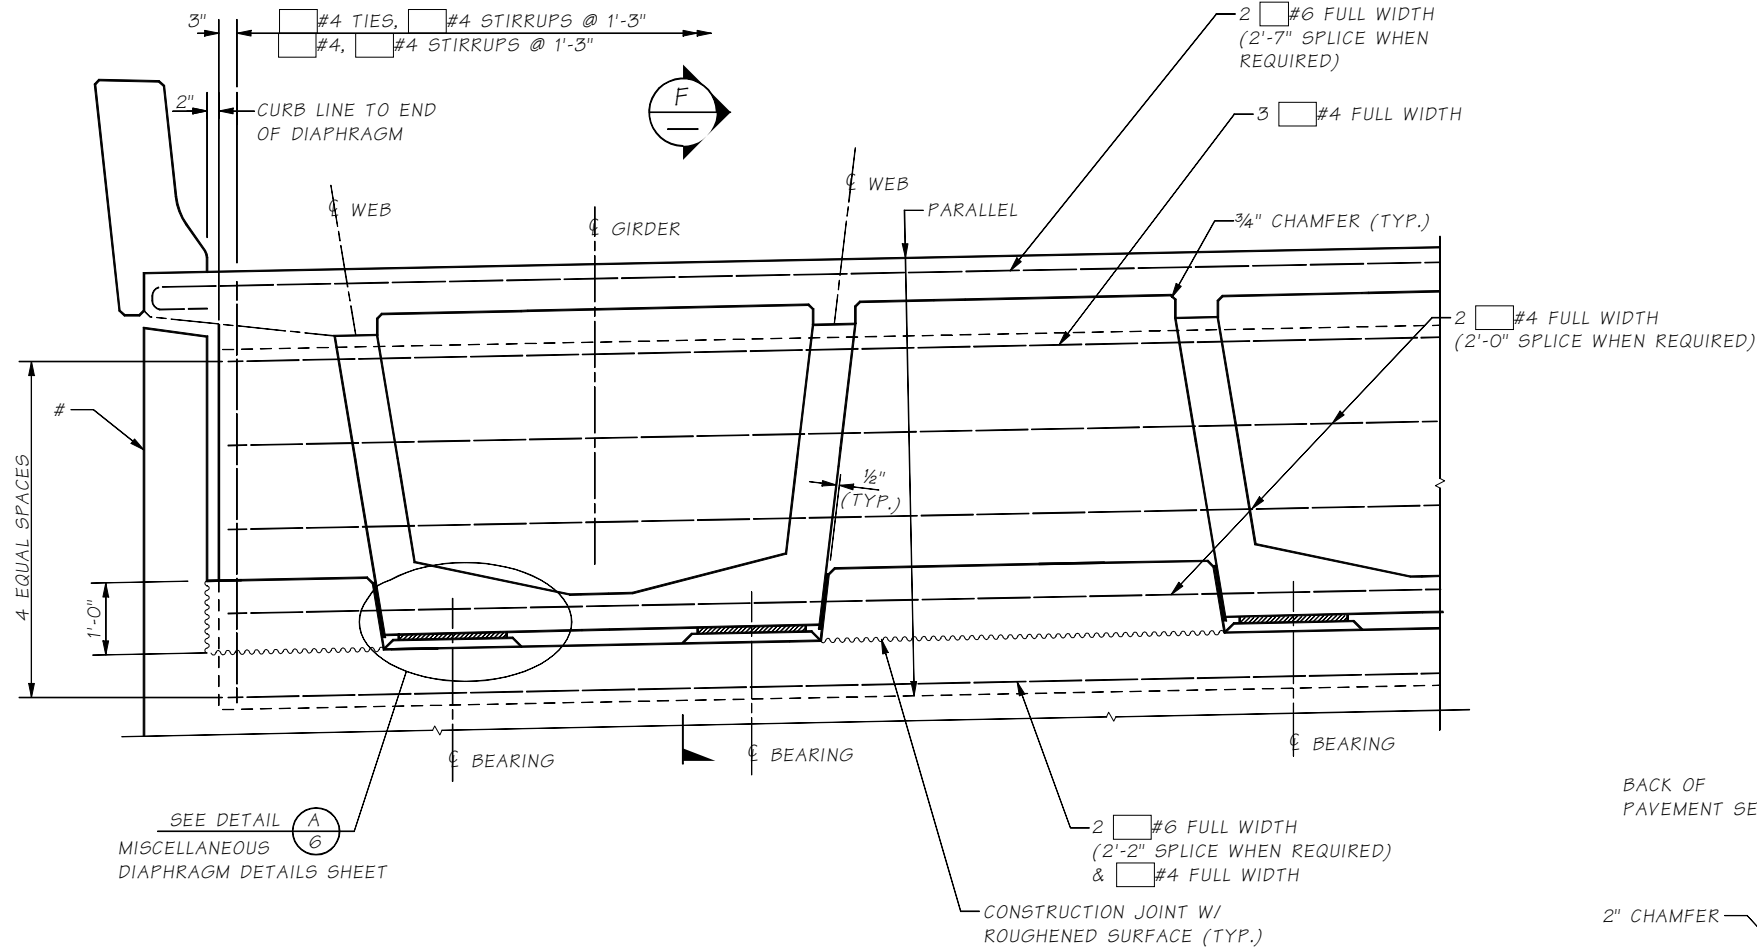 3"
#4 TIES, #4 STIRRUPS @ 1'-3"
#4, #4 STIRRUPS @ 1'-3"
2"
CURB LINE TO END
OF DIAPHRAGM
F
2 #6 FULL WIDTH
(2'-7" SPLICE WHEN
REQUIRED)
3 #4 FULL WIDTH
℄ WEB
℄ GIRDER
℄ WEB
PARALLEL
¾" CHAMFER (TYP.)
2 #4 FULL WIDTH
(2'-0" SPLICE WHEN REQUIRED)
#
4 EQUAL SPACES
1'-0"
½"
(TYP.)
℄ BEARING
℄ BEARING
℄ BEARING
SEE DETAIL A
6
MISCELLANEOUS
DIAPHRAGM DETAILS SHEET
2 #6 FULL WIDTH
(2'-2" SPLICE WHEN REQUIRED)
& #4 FULL WIDTH
CONSTRUCTION JOINT W/
ROUGHENED SURFACE (TYP.)
BACK OF
PAVEMENT SE
2" CHAMFER